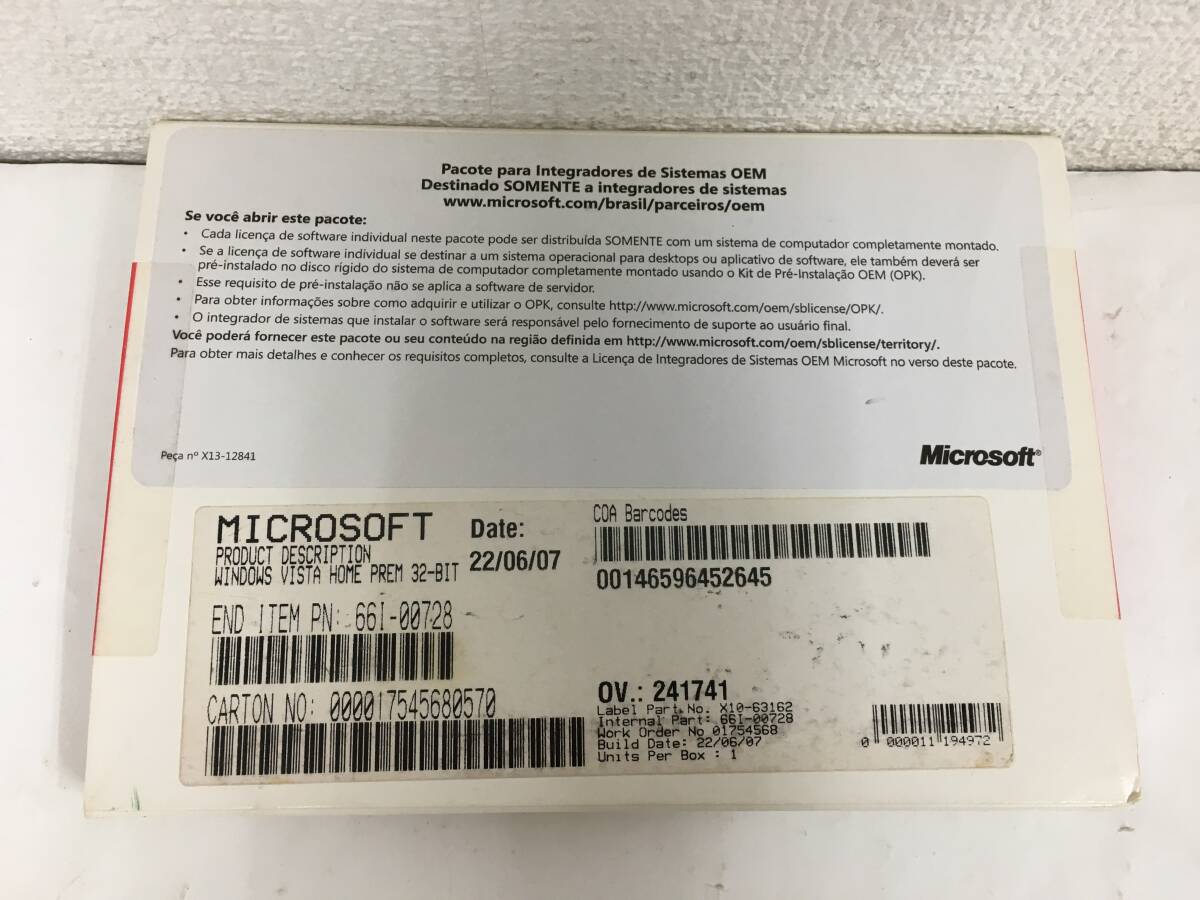 Pacote para Integradores de Sistemas OEM
Destinado SOMENTE a integradores de sistemas
www.microsoft.com/brasil/parceiros/oem
Se você abrir este pacote:
• Cada licença de software individual neste pacote pode ser distribuída SOMENTE com um sistema de computador completamente montado.
• Se a licença de software individual se destinar a um sistema operacional para desktops ou aplicativo de software, ele também deverá ser
pré-instalado no disco rígido do sistema de computador completamente montado usando o Kit de Pré-Instalação OEM (OPK).
• Esse requisito de pré-instalação não se aplica a software de servidor.
• Para obter informações sobre como adquirir e utilizar o OPK, consulte http://www.microsoft.com/oem/sblicense/OPK/.
• O integrador de sistemas que instalar o software será responsável pelo fornecimento de suporte ao usuário final.
Você poderá fornecer este pacote ou seu conteúdo na região definida em http://www.microsoft.com/oem/sblicense/territory/.
Para obter mais detalhes e conhecer os requisitos completos, consulte a Licença de Integradores de Sistemas OEM Microsoft no verso deste pacote.
Peça nº X13-12841
Microsoft®
MICROSOFT
PRODUCT DESCRIPTION
WINDOWS VISTA HOME PREM 32-BIT
Date:
22/06/07
COA Barcodes
00146596452645
END ITEM PN: 66I-00728
CARTON NO: 000017545680570
OV.: 241741
Label Part No. X10-63162
Internal Part: 66I-00728
Work Order No 01754568
Build Date: 22/06/07
Units Per Box : 1
0 000011 194972